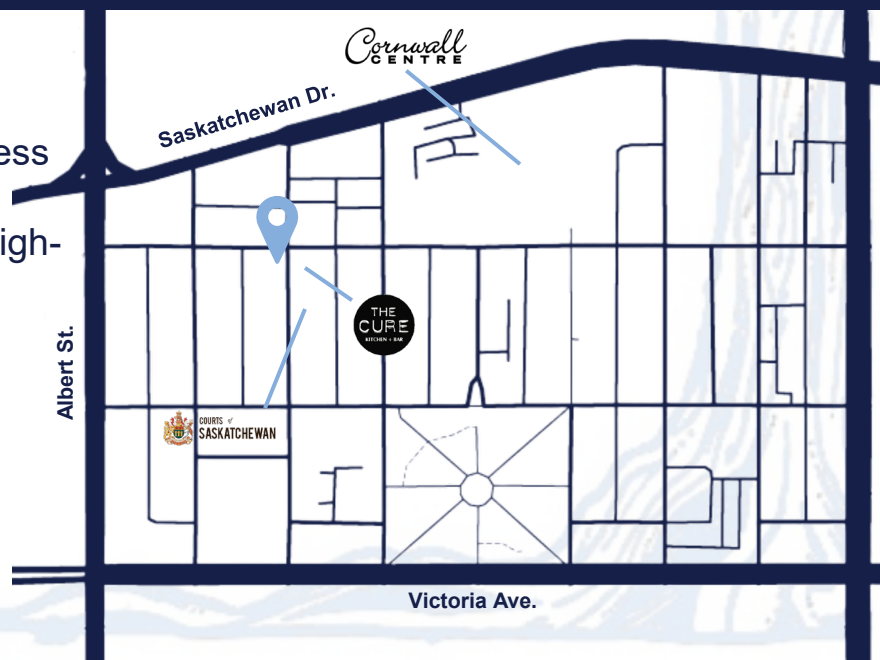 Cornwall
CENTRE
Saskatchewan Dr.
ess
igh-
THE
CURE
KITCHEN + BAR
Albert St.
COURTS of
SASKATCHEWAN
Victoria Ave.